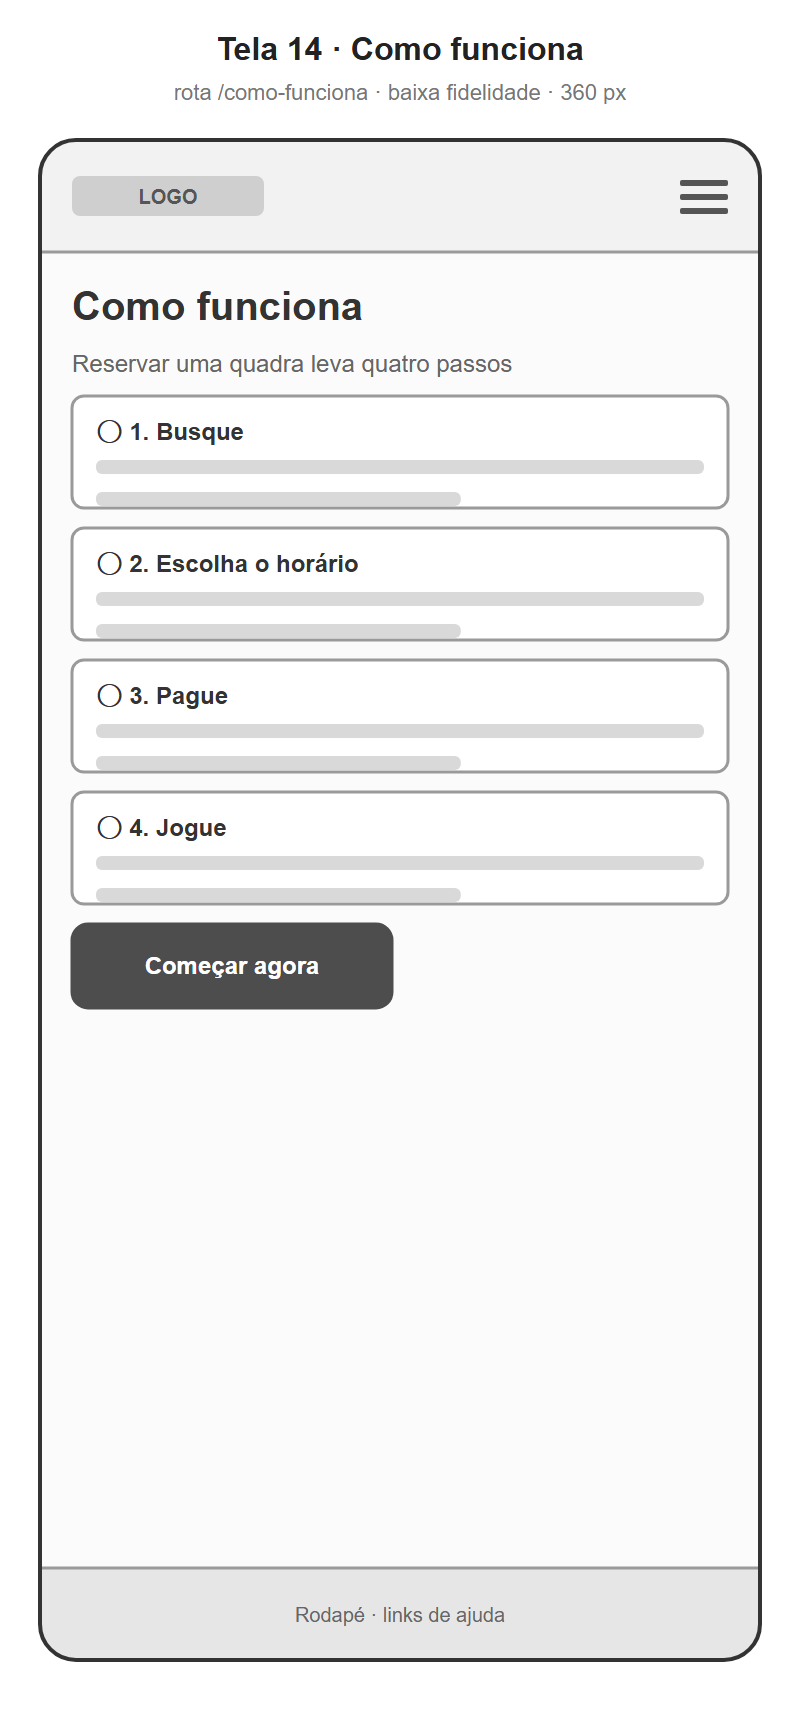 Tela 14 · Como funciona
rota /como-funciona · baixa fidelidade · 360 px
LOGO
Como funciona
Reservar uma quadra leva quatro passos
1. Busque
2. Escolha o horário
3. Pague
4. Jogue
Começar agora
Rodapé · links de ajuda